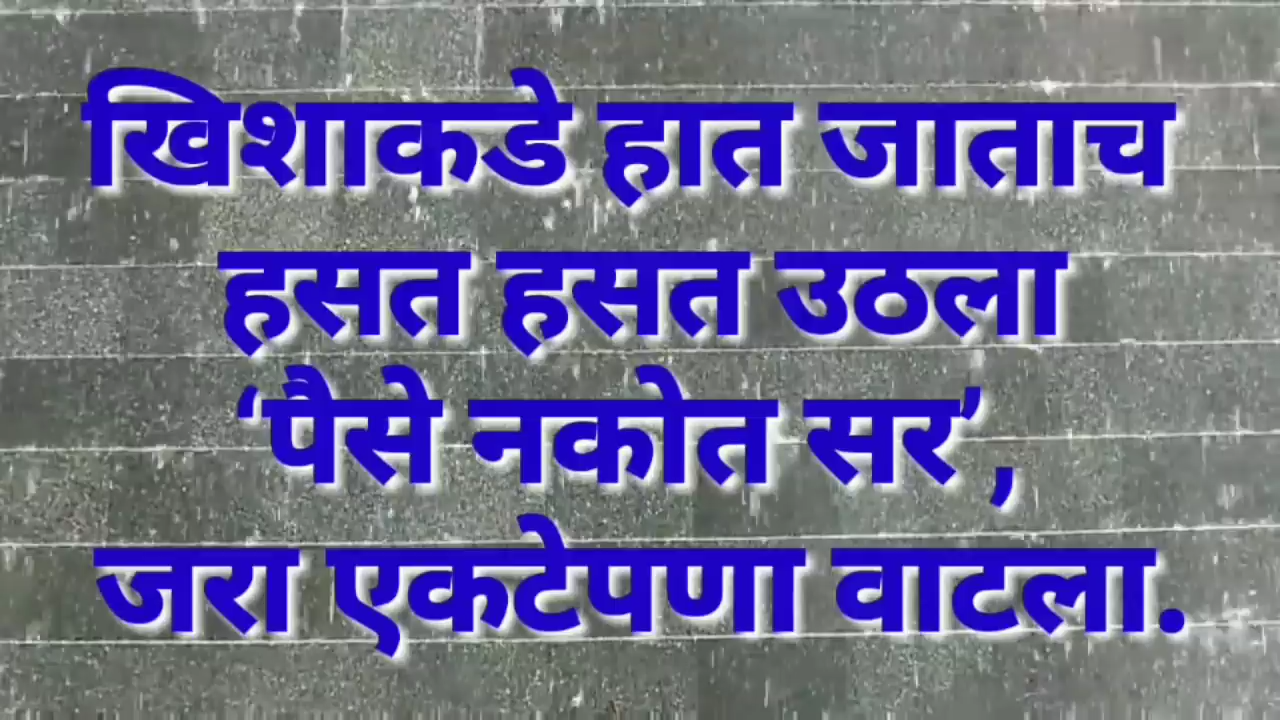 खिशाकडे हात जाताच
हसत हसत उठला
‘पैसे नकोत सर’,
जरा एकटेपणा वाटला.